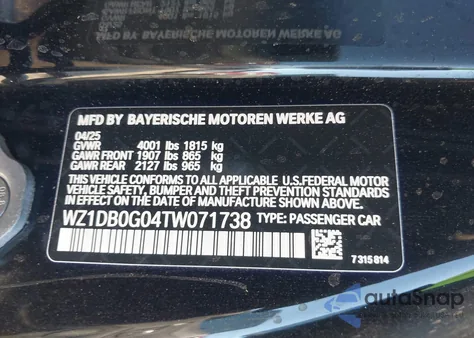 MFD BY BAYERISCHE MOTOREN WERKE AG
04/25
GVWR 4001 lbs 1815 kg
GAWR FRONT 1907 lbs 865 kg
GAWR REAR 2127 lbs 965 kg
THIS VEHICLE CONFORMS TO ALL APPLICABLE U.S.FEDERAL MOTOR
VEHICLE SAFETY, BUMPER AND THEFT PREVENTION STANDARDS
IN EFFECT ON THE DATE OF MANUFACTURE SHOWN ABOVE.
WZ1DB0G04TW071738 TYPE: PASSENGER CAR
7315814
autoSnap